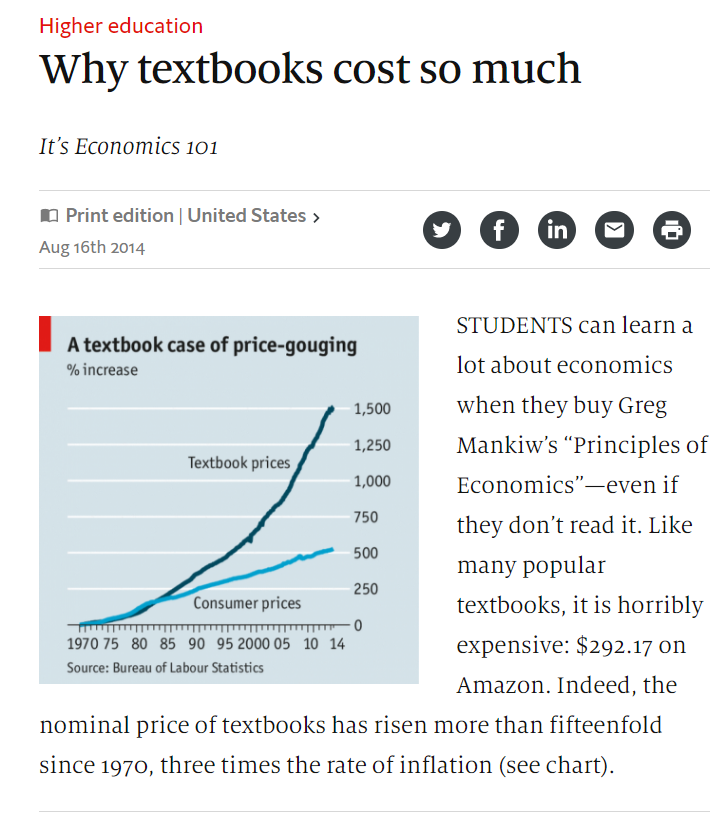 Higher education
Why textbooks cost so much
It's Economics 101
Print edition | United States ›
Aug 16th 2014
A textbook case of price-gouging
% increase
1,500
1,250
Textbook prices
1,000
750
500
250
Consumer prices
0
1970 75 80 85 90 95 2000 05 10 14
Source: Bureau of Labour Statistics
STUDENTS can learn a
lot about economics
when they buy Greg
Mankiw's “Principles of
Economics”—even if
they don't read it. Like
many popular
textbooks, it is horribly
expensive: $292.17 on
Amazon. Indeed, the
nominal price of textbooks has risen more than fifteenfold
since 1970, three times the rate of inflation (see chart).